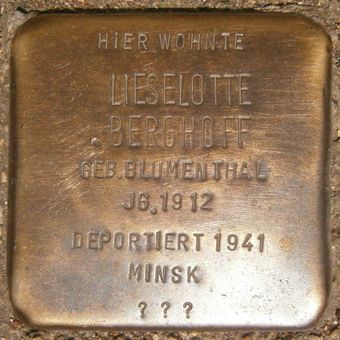 HIER WOHNTE
LIESELOTTE
BERGHOFF
GEB. BLUMENTHAL
JG. 1912
DEPORTIERT 1941
MINSK
? ? ?